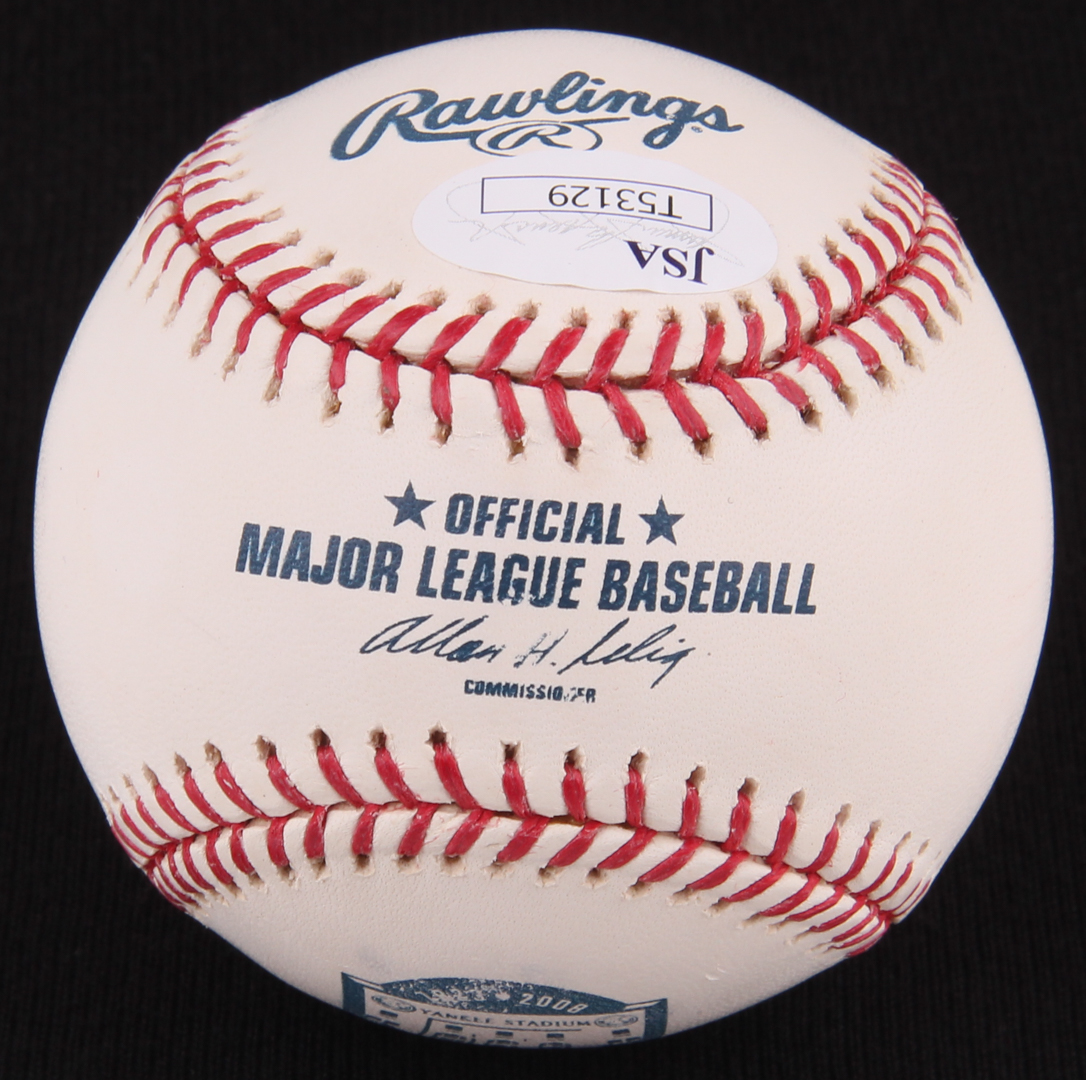 Rawlings
R
T53129
JSA
OFFICIAL
MAJOR LEAGUE BASEBALL
Allan H. Selig
COMMISSIONER
2008
YANKEE STADIUM